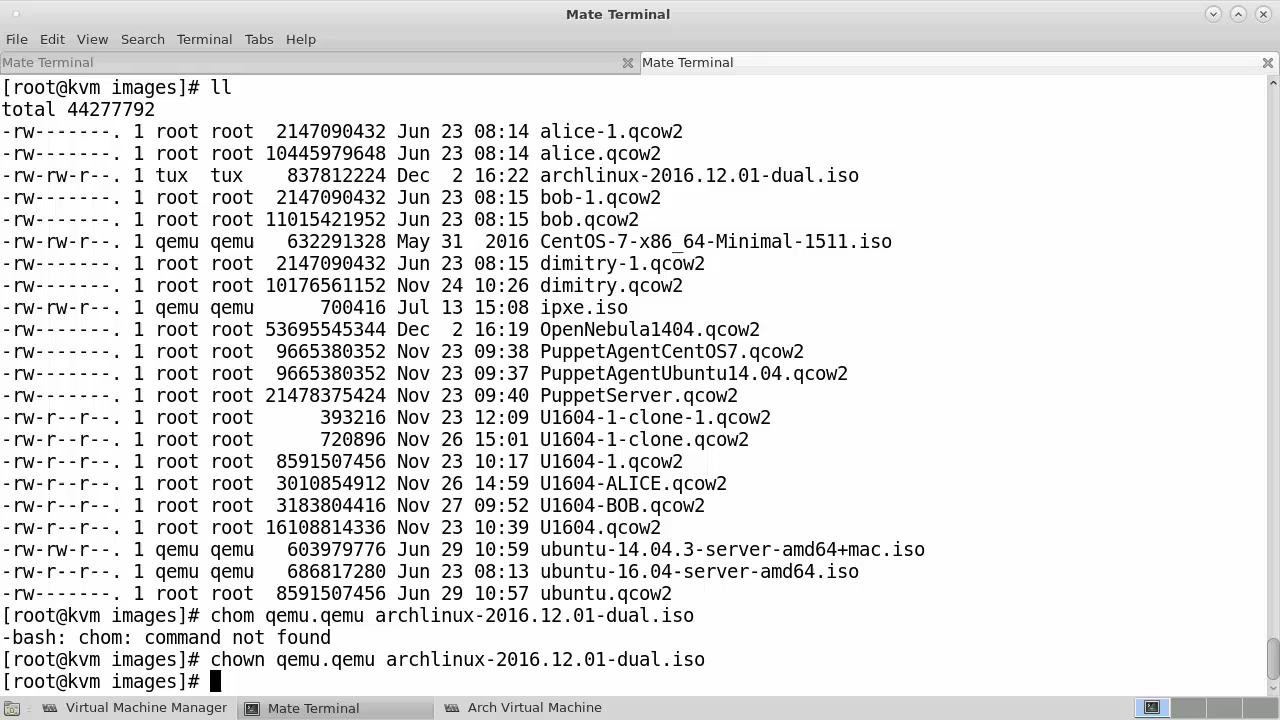 Mate Terminal
File Edit View Search Terminal Tabs Help
Mate Terminal Mate Terminal
[root@kvm images]# ll
total 44277792
-rw-------. 1 root root  2147090432 Jun 23 08:14 alice-1.qcow2
-rw-------. 1 root root 10445979648 Jun 23 08:14 alice.qcow2
-rw-rw-r--. 1 tux  tux    837812224 Dec  2 16:22 archlinux-2016.12.01-dual.iso
-rw-------. 1 root root  2147090432 Jun 23 08:15 bob-1.qcow2
-rw-------. 1 root root 11015421952 Jun 23 08:15 bob.qcow2
-rw-rw-r--. 1 qemu qemu   632291328 May 31  2016 CentOS-7-x86_64-Minimal-1511.iso
-rw-------. 1 root root  2147090432 Jun 23 08:15 dimitry-1.qcow2
-rw-------. 1 root root 10176561152 Nov 24 10:26 dimitry.qcow2
-rw-rw-r--. 1 qemu qemu      700416 Jul 13 15:08 ipxe.iso
-rw-------. 1 root root 53695545344 Dec  2 16:19 OpenNebula1404.qcow2
-rw-------. 1 root root  9665380352 Nov 23 09:38 PuppetAgentCentOS7.qcow2
-rw-------. 1 root root  9665380352 Nov 23 09:37 PuppetAgentUbuntu14.04.qcow2
-rw-------. 1 root root 21478375424 Nov 23 09:40 PuppetServer.qcow2
-rw-r--r--. 1 root root      393216 Nov 23 12:09 U1604-1-clone-1.qcow2
-rw-r--r--. 1 root root      720896 Nov 26 15:01 U1604-1-clone.qcow2
-rw-r--r--. 1 root root  8591507456 Nov 23 10:17 U1604-1.qcow2
-rw-r--r--. 1 root root  3010854912 Nov 26 14:59 U1604-ALICE.qcow2
-rw-r--r--. 1 root root  3183804416 Nov 27 09:52 U1604-BOB.qcow2
-rw-r--r--. 1 root root 16108814336 Nov 23 10:39 U1604.qcow2
-rw-rw-r--. 1 qemu qemu   603979776 Jun 29 10:59 ubuntu-14.04.3-server-amd64+mac.iso
-rw-r--r--. 1 qemu qemu   686817280 Jun 23 08:13 ubuntu-16.04-server-amd64.iso
-rw-r--r--. 1 root root  8591507456 Jun 29 10:57 ubuntu.qcow2
[root@kvm images]# chom qemu.qemu archlinux-2016.12.01-dual.iso
-bash: chom: command not found
[root@kvm images]# chown qemu.qemu archlinux-2016.12.01-dual.iso
[root@kvm images]#
Virtual Machine Manager Mate Terminal Arch Virtual Machine